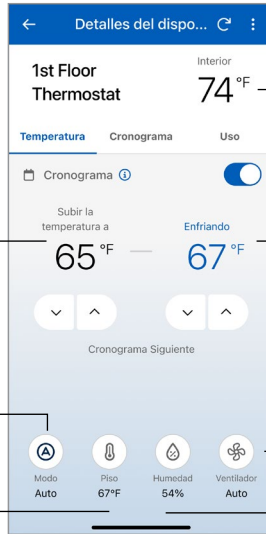 Detalles del dispo...
1st Floor
Thermostat
Interior
74°F
Temperatura Cronograma Uso
Cronograma
Subir la
temperatura a
65 °F
Enfriando
67 °F
Cronograma Siguiente
A
Modo
Auto
Piso
67°F
Humedad
54%
Ventilador
Auto